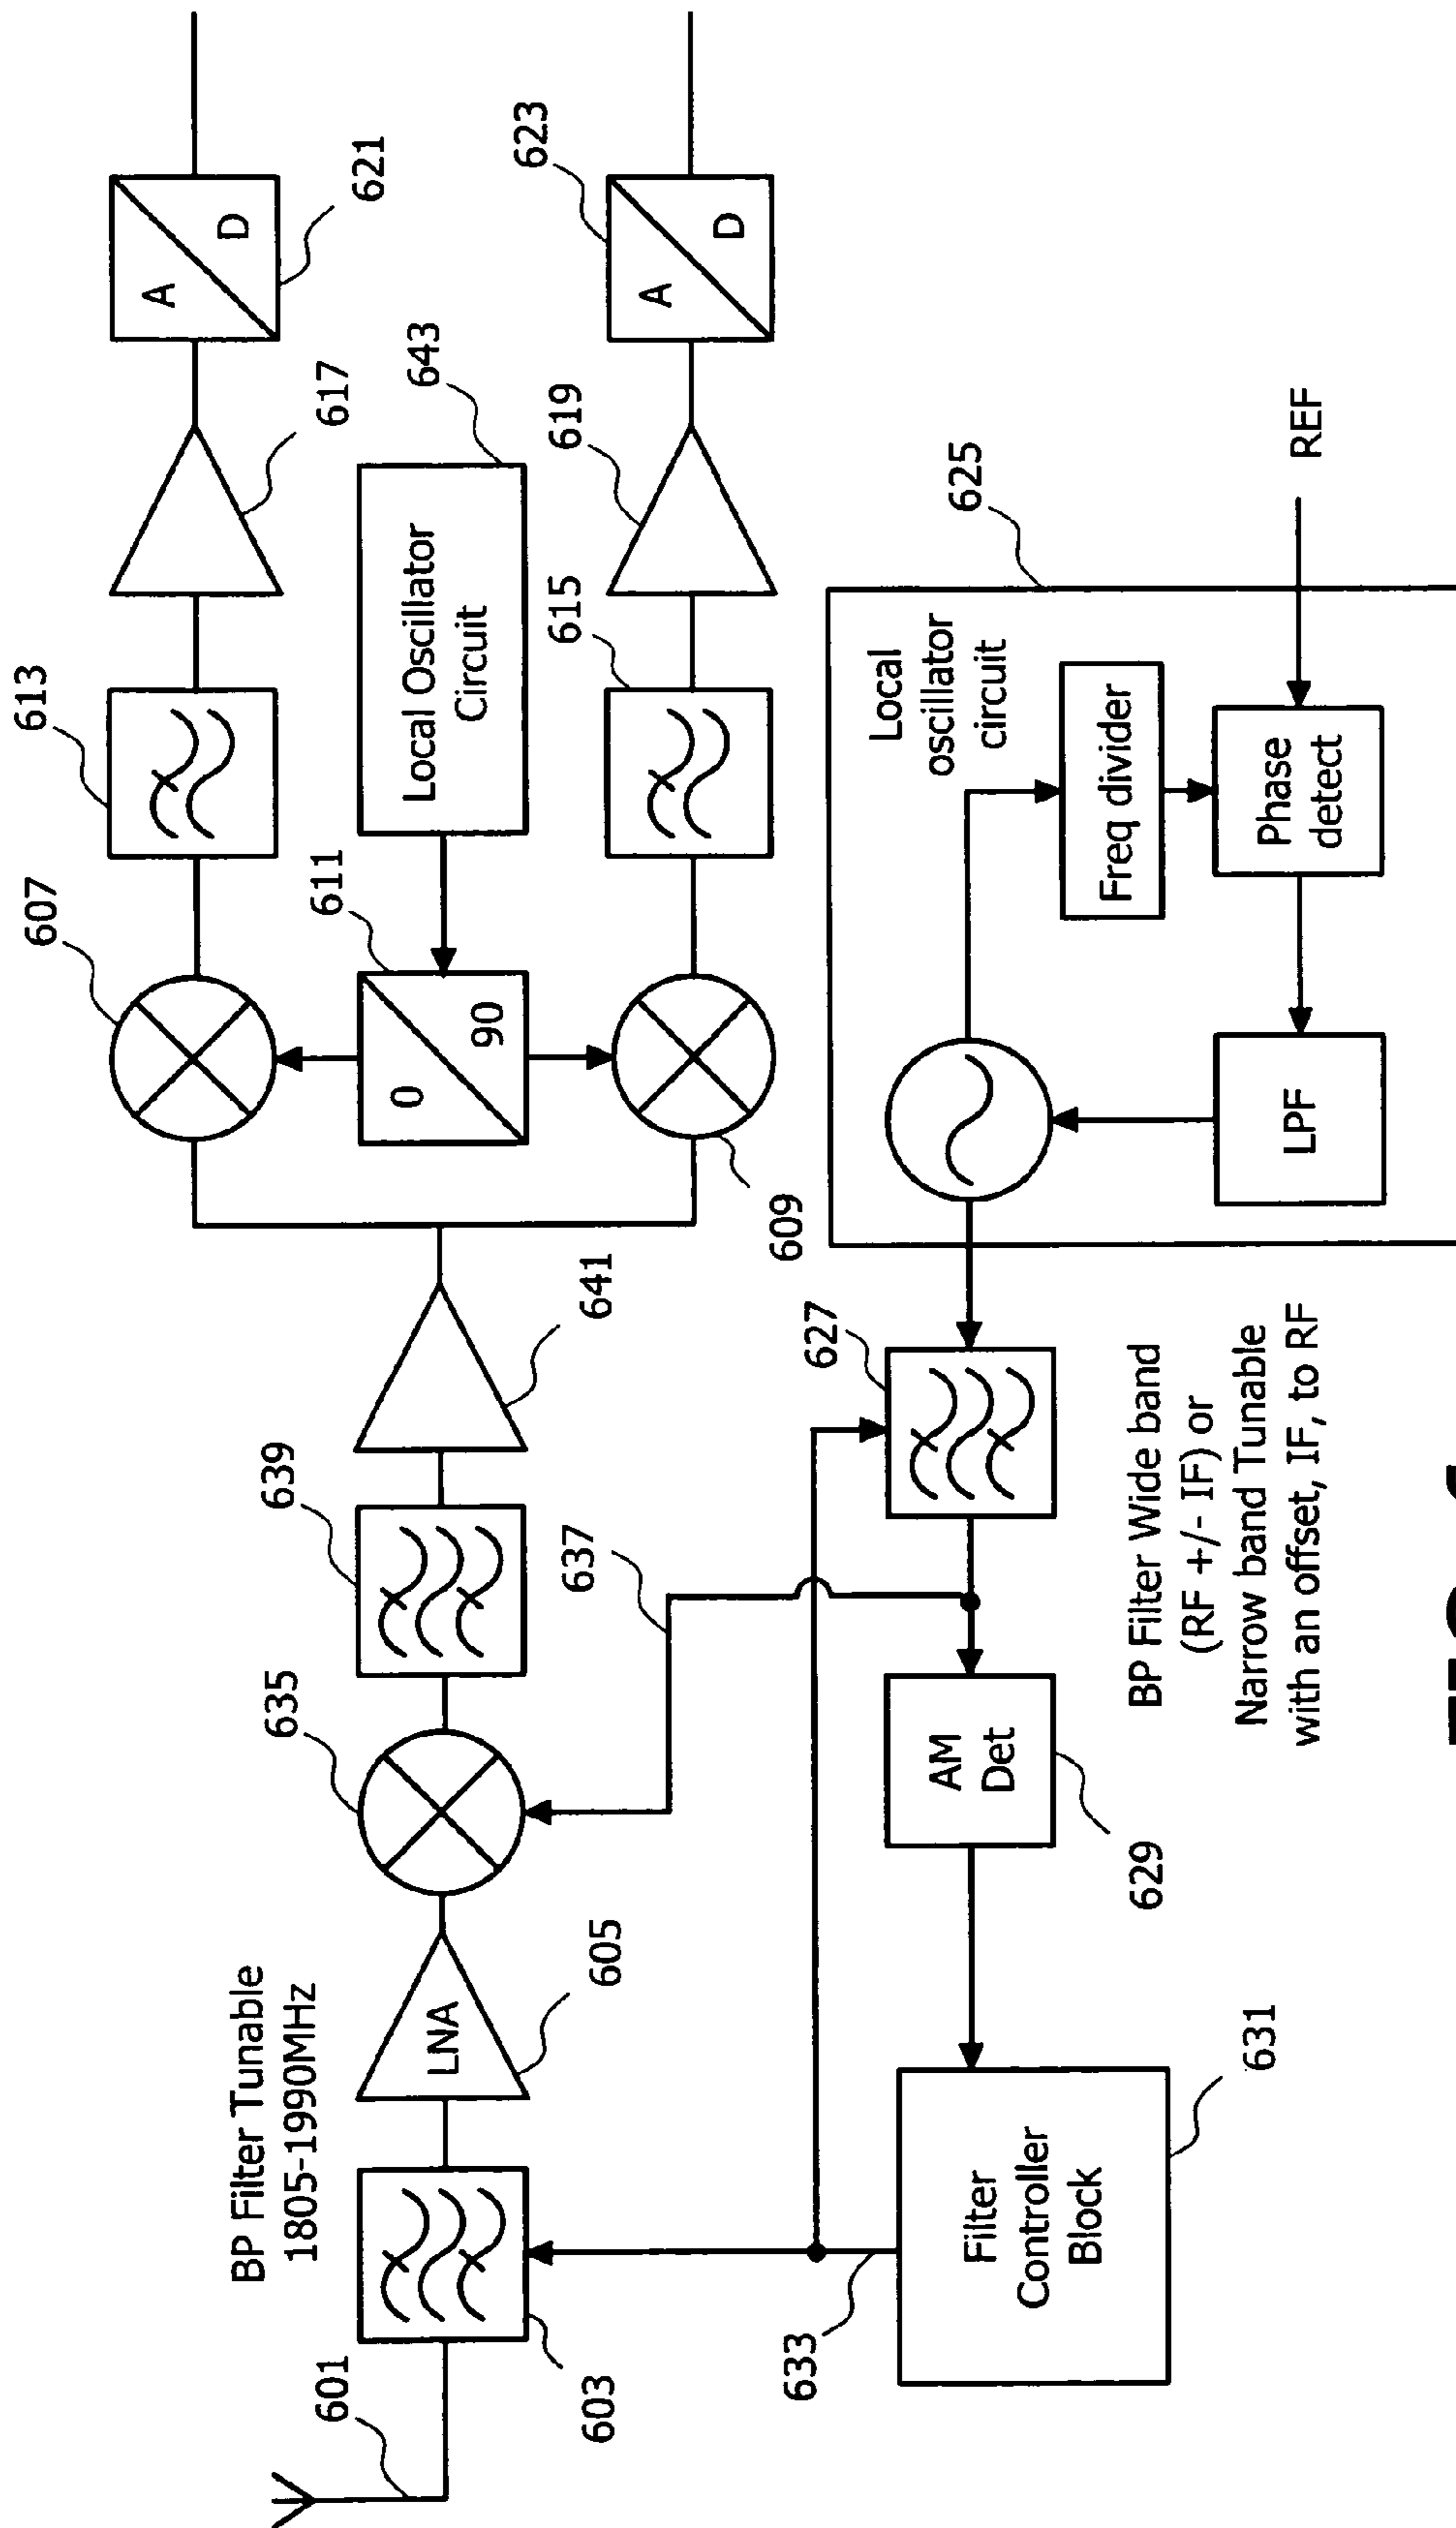 601
BP Filter Tunable
1805-1990MHz
603
LNA
605
635
637
639
641
607
609
0
90
611
Local Oscillator
Circuit
643
613
615
617
619
A
D
621
A
D
623
633
Filter
Controller
Block
631
AM
Det
629
627
BP Filter Wide band
(RF +/- IF) or
Narrow band Tunable
with an offset, IF, to RF
Local
oscillator
circuit
Freq divider
Phase
detect
LPF
625
REF